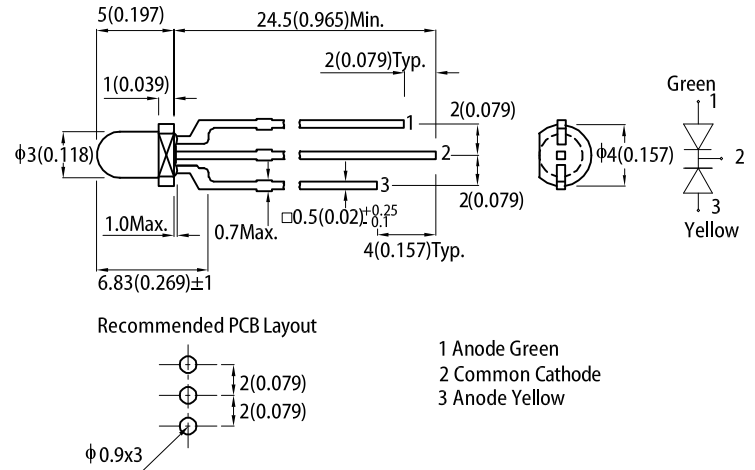 5(0.197)
24.5(0.965)Min.
2(0.079)Typ.
1(0.039)
Green
1
2(0.079)
1
ϕ3(0.118)
2
ϕ4(0.157)
2
3
2(0.079)
3
1.0Max.
0.7Max.
□0.5(0.02)+0.25
-0.1
Yellow
4(0.157)Typ.
6.83(0.269)±1
Recommended PCB Layout
2(0.079)
2(0.079)
ϕ0.9x3
1 Anode Green
2 Common Cathode
3 Anode Yellow